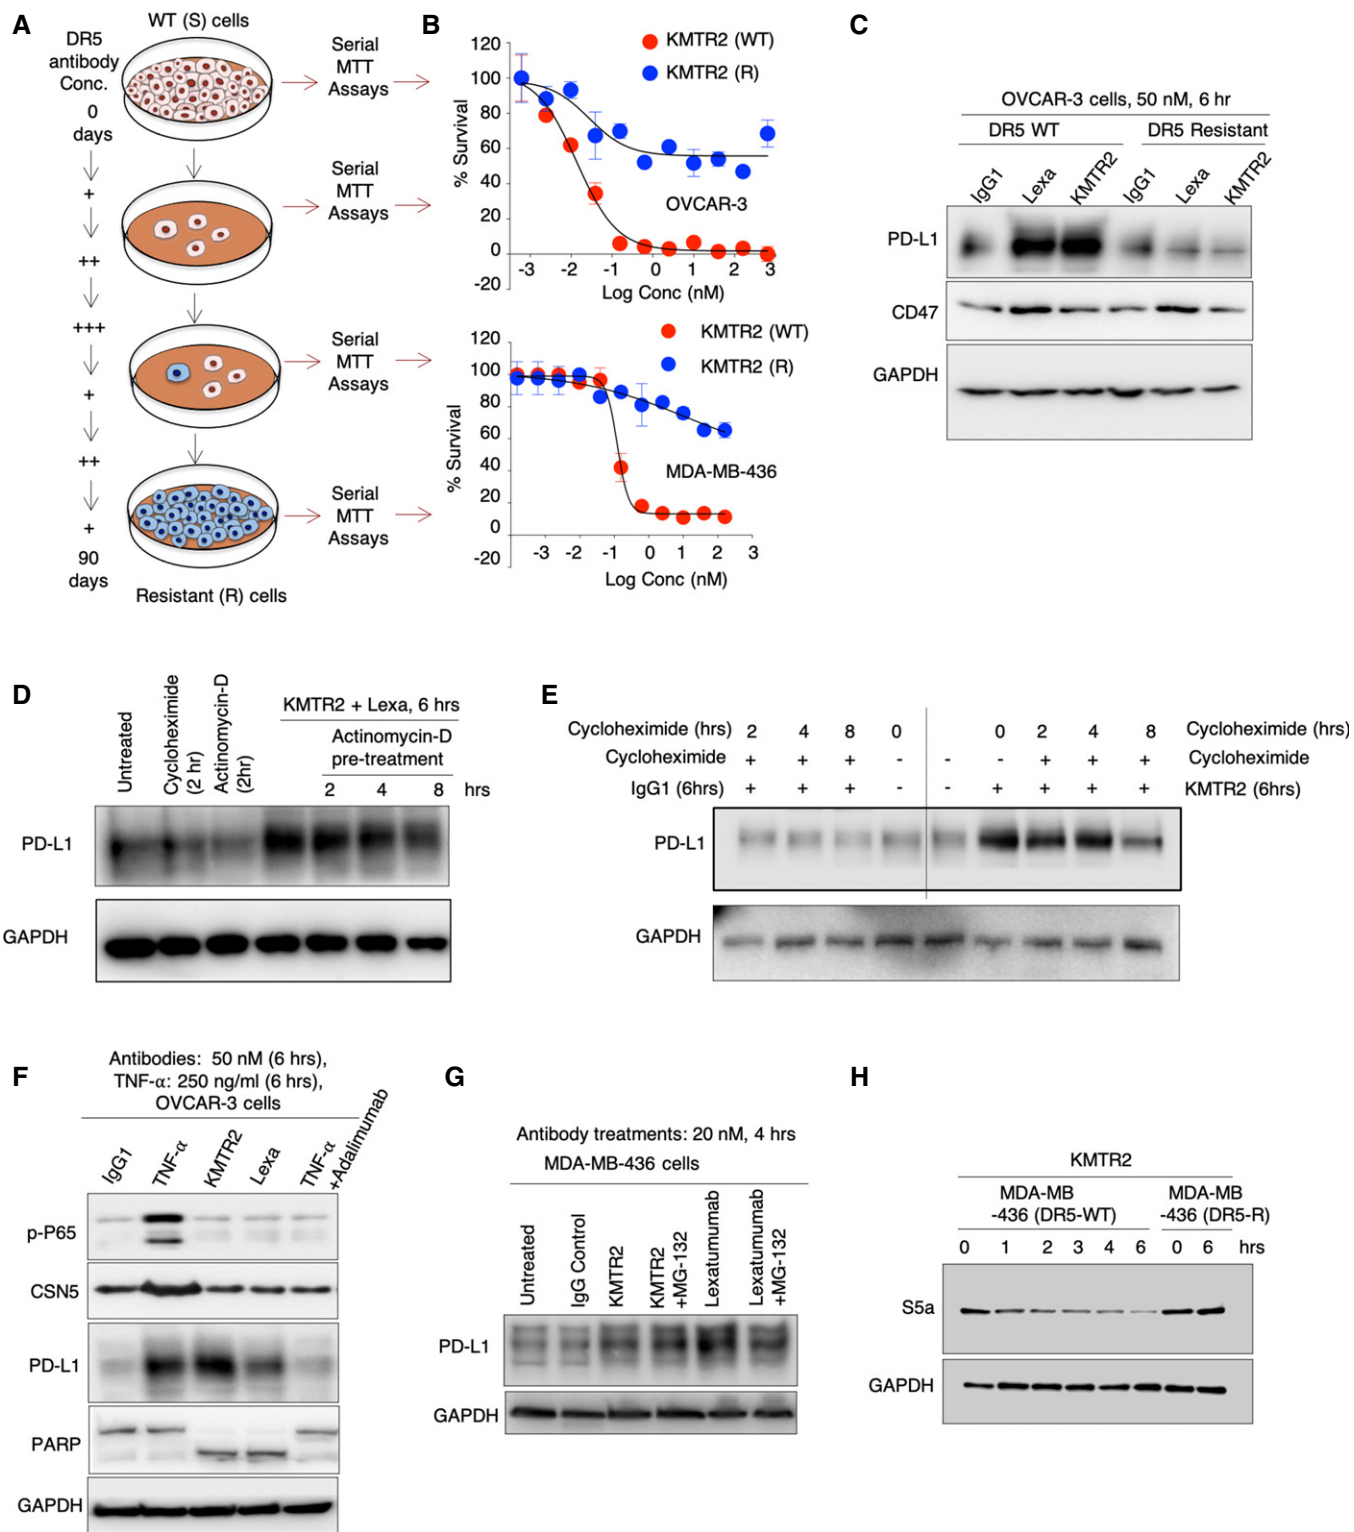 A
WT (S) cells
DR5
antibody
Conc.
0
days
+
++
+++
+
++
+
90
days
Serial
MTT
Assays
Serial
MTT
Assays
Serial
MTT
Assays
Serial
MTT
Assays
Resistant (R) cells
B
120
100
80
60
40
20
0
-20
% Survival
KMTR2 (WT)
KMTR2 (R)
OVCAR-3
-3 -2 -1 0 1 2 3
Log Conc (nM)
120
100
80
60
40
20
0
-20
% Survival
KMTR2 (WT)
KMTR2 (R)
MDA-MB-436
-3 -2 -1 0 1 2 3
Log Conc (nM)
C
OVCAR-3 cells, 50 nM, 6 hr
DR5 WT DR5 Resistant
IgG1 Lexa KMTR2 IgG1 Lexa KMTR2
PD-L1
CD47
GAPDH
D
Untreated
Cycloheximide
(2 hr)
Actinomycin-D
(2hr)
KMTR2 + Lexa, 6 hrs
Actinomycin-D
pre-treatment
2 4 8 hrs
PD-L1
GAPDH
E
Cycloheximide (hrs) 2 4 8 0 0 2 4 8 Cycloheximide (hrs)
Cycloheximide + + + - - - + + + Cycloheximide
IgG1 (6hrs) + + + - - + + + + KMTR2 (6hrs)
PD-L1
GAPDH
F
Antibodies: 50 nM (6 hrs),
TNF-α: 250 ng/ml (6 hrs),
OVCAR-3 cells
IgG1 TNF-α KMTR2 Lexa TNF-α
+Adalimumab
p-P65
CSN5
PD-L1
PARP
GAPDH
G
Antibody treatments: 20 nM, 4 hrs
MDA-MB-436 cells
Untreated
IgG Control
KMTR2
KMTR2
+MG-132
Lexatumumab
Lexatumumab
+MG-132
PD-L1
GAPDH
H
KMTR2
MDA-MB
-436 (DR5-WT)
MDA-MB
-436 (DR5-R)
0 1 2 3 4 6 0 6 hrs
S5a
GAPDH